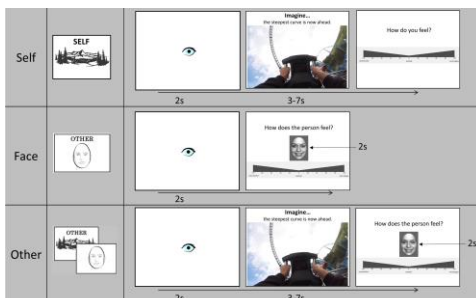 Self
SELF
2s
Imagine...
the steepest curve is now ahead.
3-7s
How do you feel?
Face
OTHER
2s
How does the person feel?
2s
Other
OTHER
2s
Imagine...
the steepest curve is now ahead.
3-7s
How does the person feel?
2s